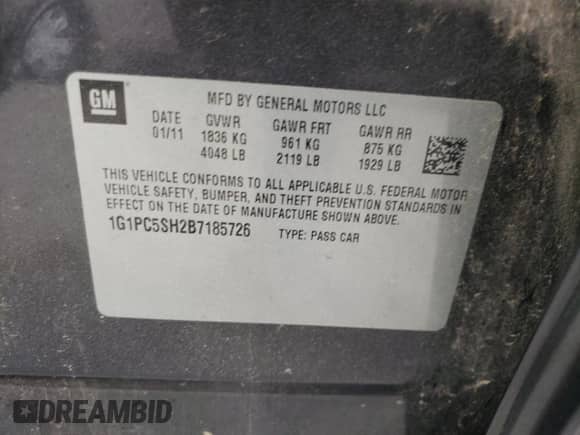 GM
MFD BY GENERAL MOTORS LLC
DATE GVWR GAWR FRT GAWR RR
01/11 1836 KG 961 KG 875 KG
4048 LB 2119 LB 1929 LB
THIS VEHICLE CONFORMS TO ALL APPLICABLE U.S. FEDERAL MOTOR
VEHICLE SAFETY, BUMPER, AND THEFT PREVENTION STANDARDS IN
EFFECT ON THE DATE OF MANUFACTURE SHOWN ABOVE.
1G1PC5SH2B7185726 TYPE: PASS CAR
DREAMBID